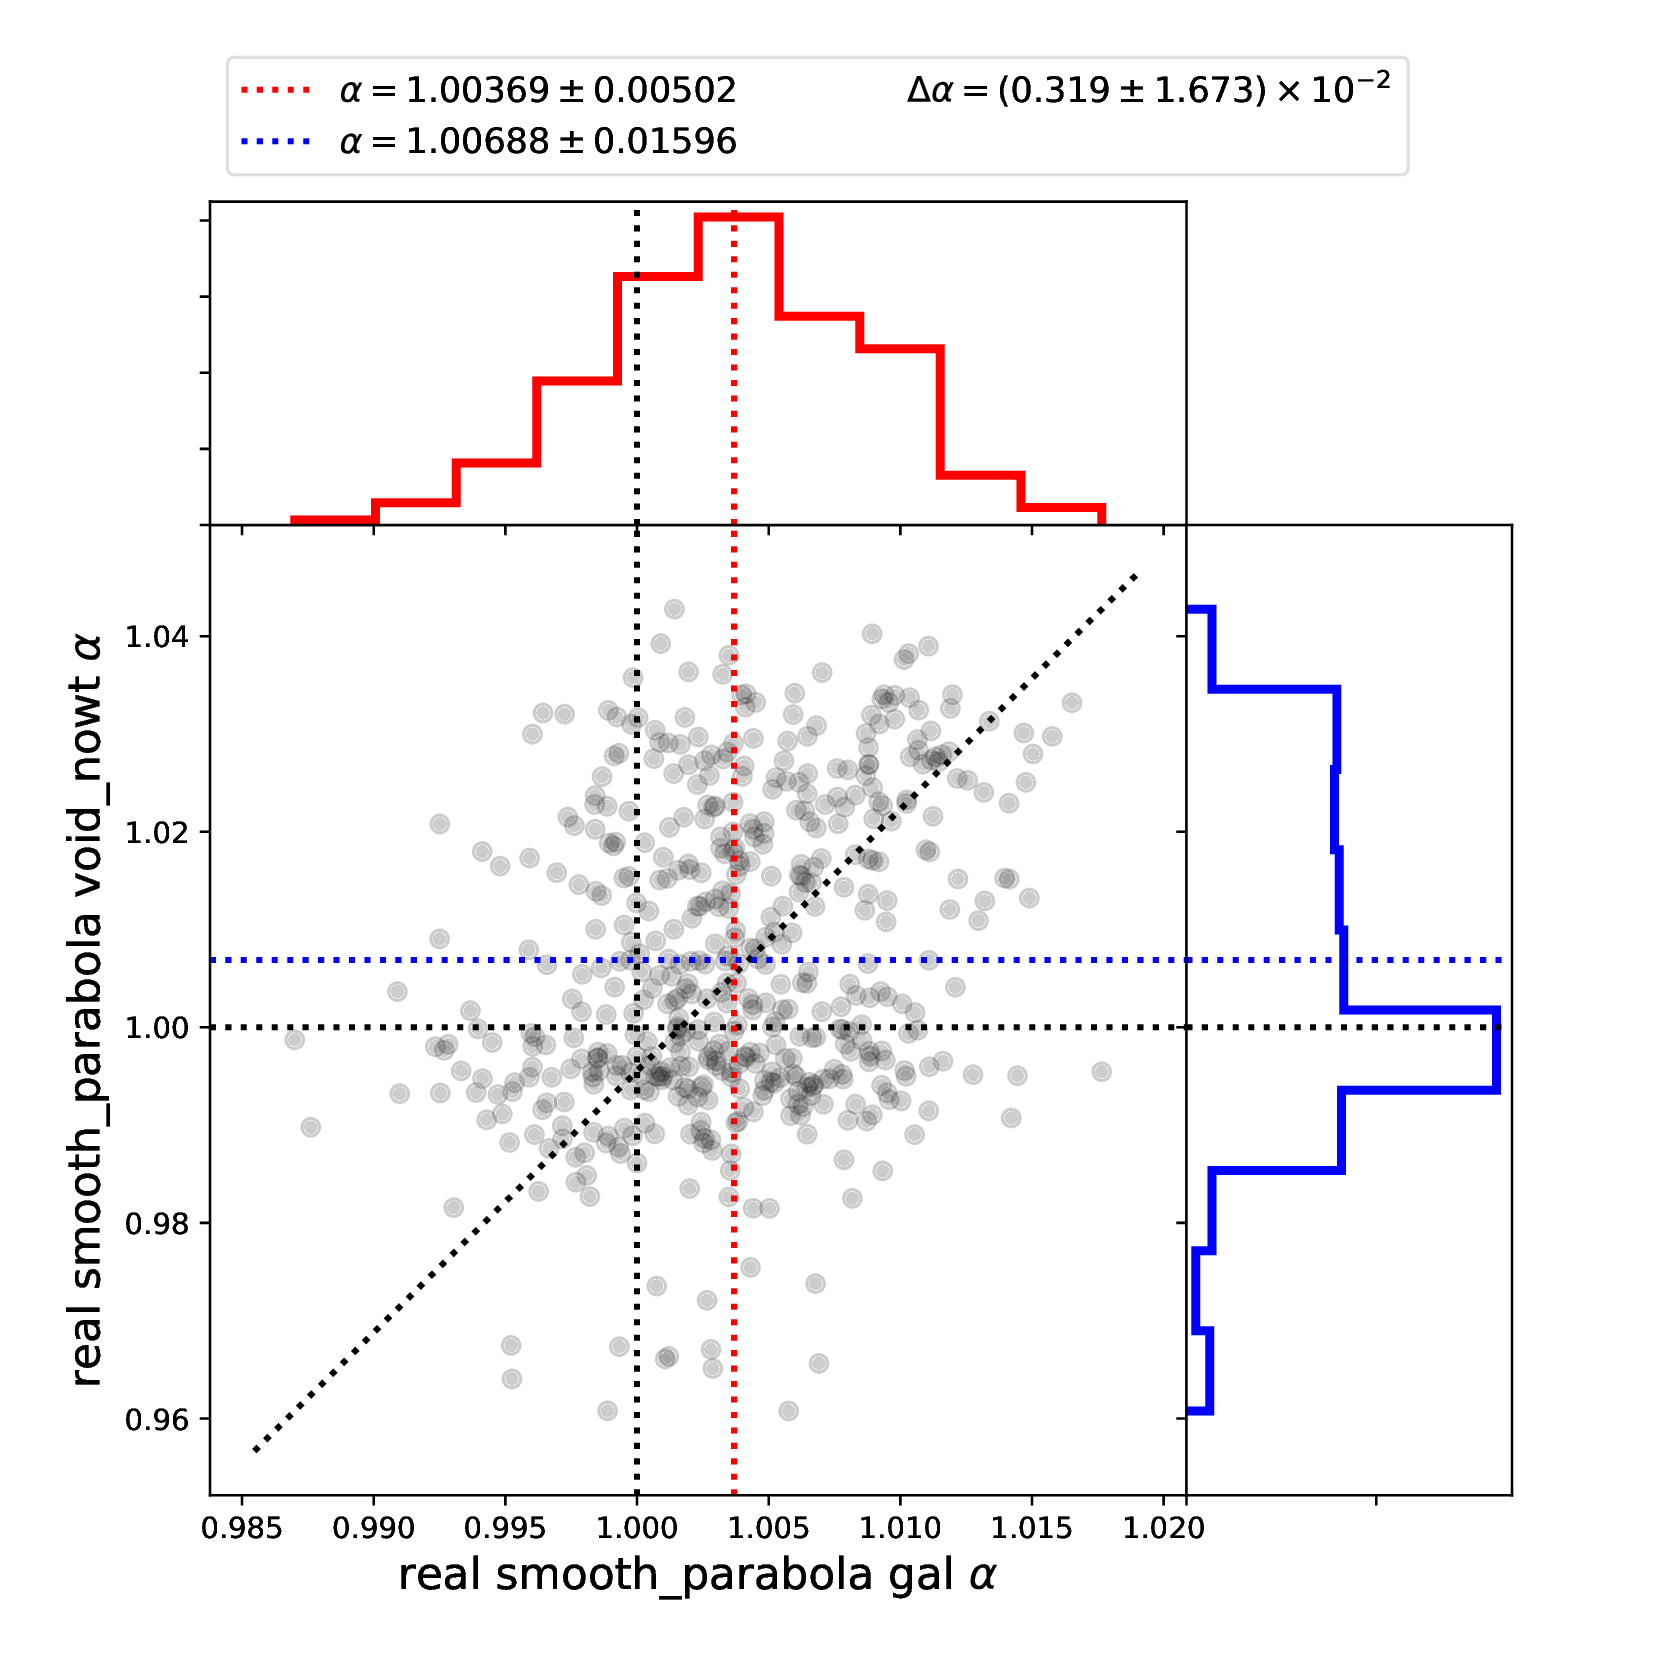 α = 1.00369 ± 0.00502
Δα = (0.319 ± 1.673) × 10⁻²
α = 1.00688 ± 0.01596
1.04
1.02
1.00
0.98
0.96
real smooth_parabola void_nowt α
0.985 0.990 0.995 1.000 1.005 1.010 1.015 1.020
real smooth_parabola gal α